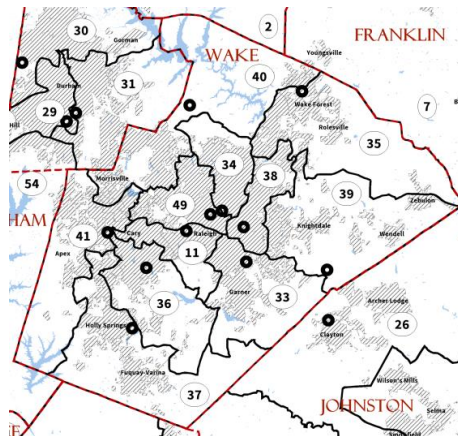 30
2
Gorman
FRANKLIN
Youngsville
WAKE
40
Durham
31
Wake Forest
29
7
Hill
Rolesville
35
34
38
54
Morrisville
39
Zebulon
HAM
49
Knightdale
Wendell
41
Cary
Raleigh
Apex
11
36
Garner
33
Archer Lodge
26
Holly Springs
Clayton
Fuquay-Varina
Wilson's Mills
37
JOHNSTON
Selma
Smithfield